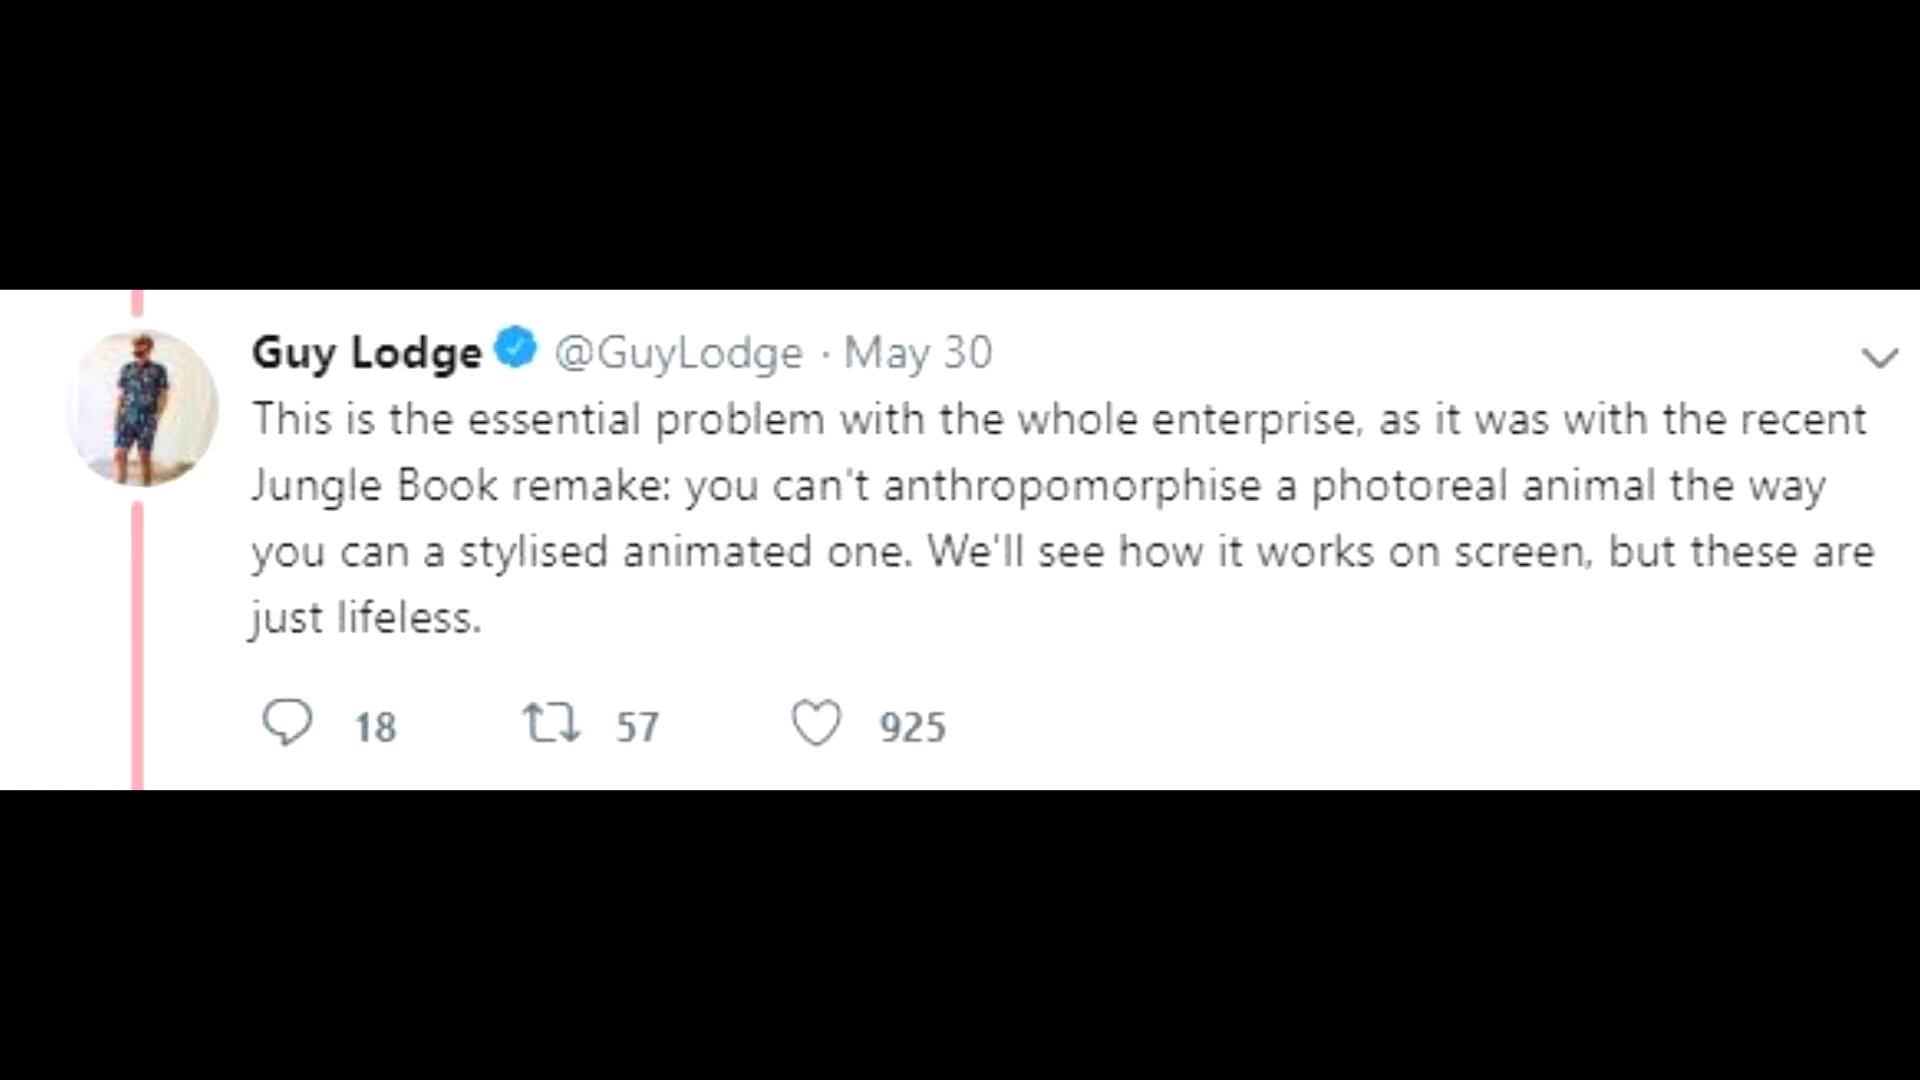 Guy Lodge @GuyLodge · May 30
This is the essential problem with the whole enterprise, as it was with the recent
Jungle Book remake: you can't anthropomorphise a photoreal animal the way
you can a stylised animated one. We'll see how it works on screen, but these are
just lifeless.
18 57 925